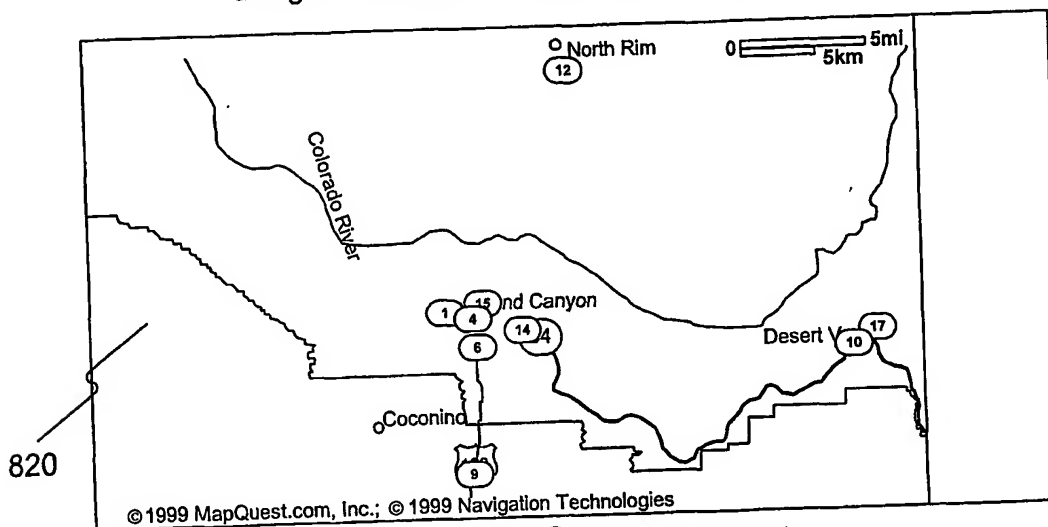 North Rim
12
0 5mi
5km
Colorado River
15 nd Canyon
1
4
14
6
Desert V
10
17
Coconino
9
820
© 1999 MapQuest.com, Inc.; © 1999 Navigation Technologies